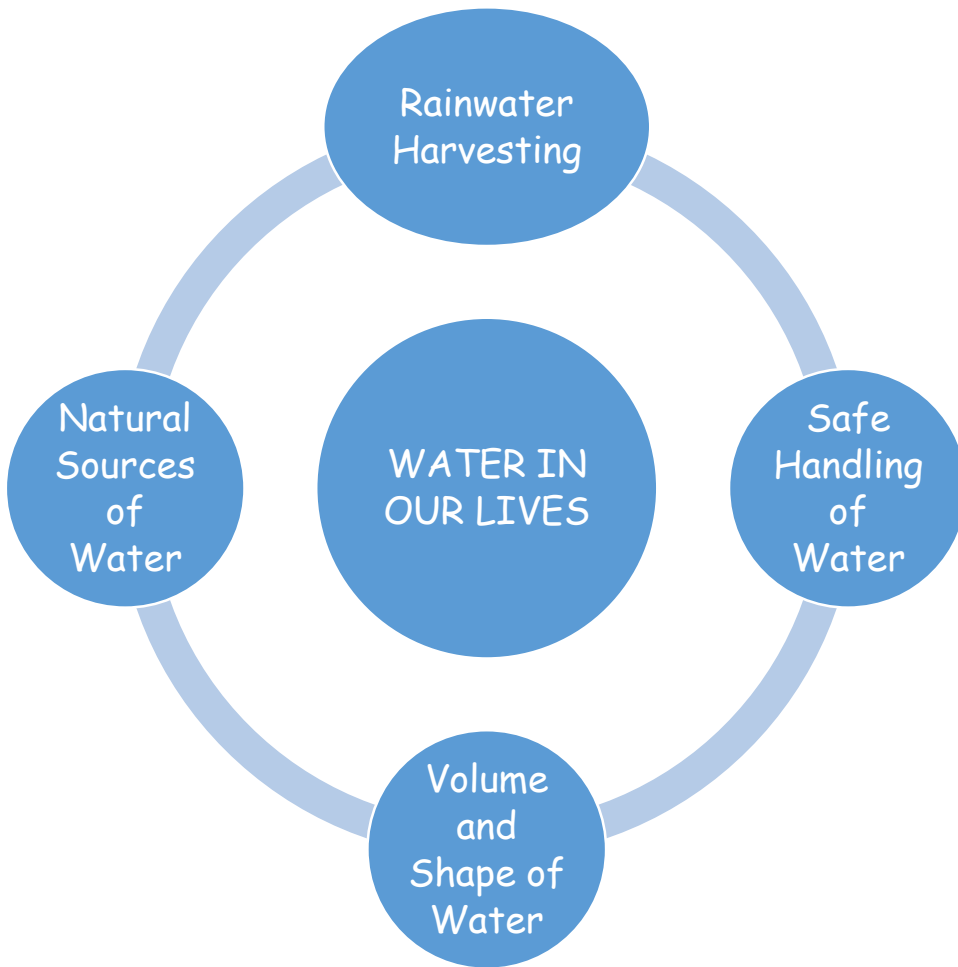 Rainwater
Harvesting
Natural
Sources
of
Water
WATER IN
OUR LIVES
Safe
Handling
of
Water
Volume
and
Shape of
Water